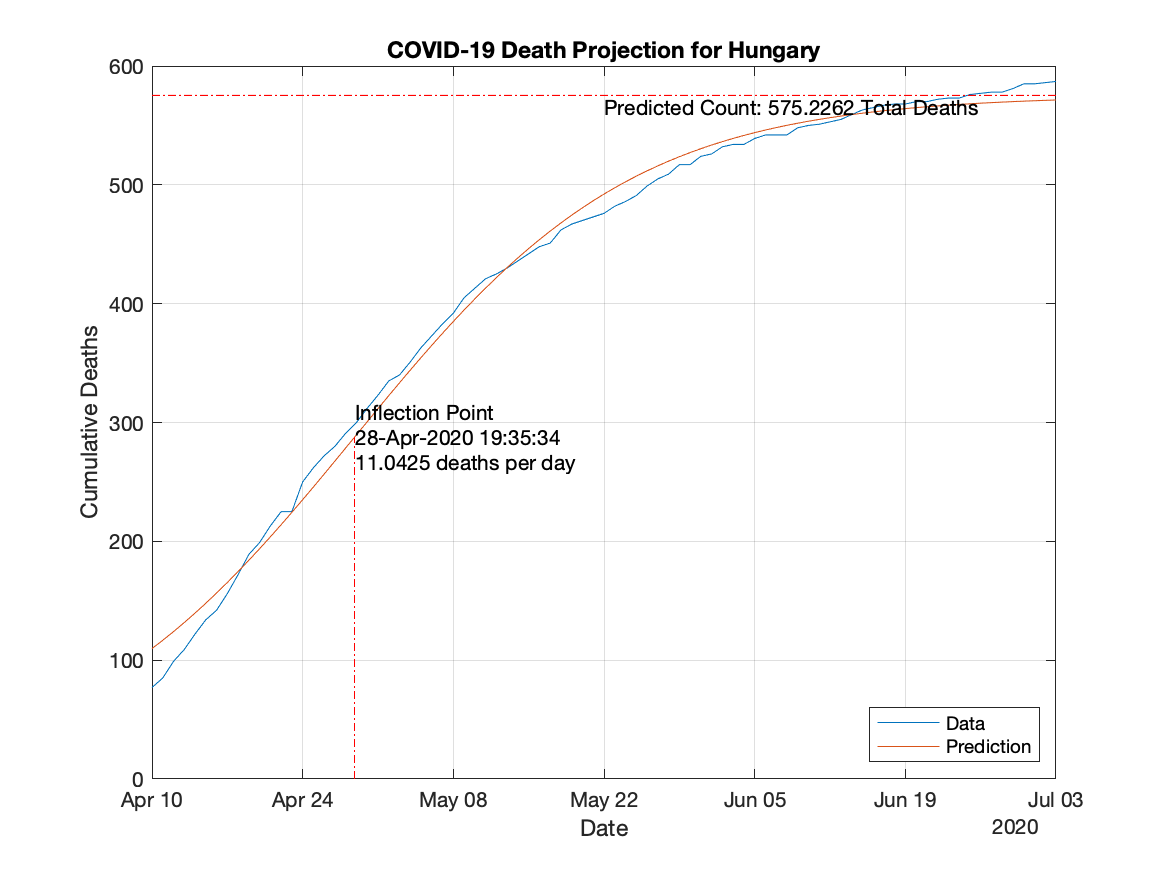 COVID-19 Death Projection for Hungary
600
Predicted Count: 575.2262 Total Deaths
500
400
300
Inflection Point
28-Apr-2020 19:35:34
11.0425 deaths per day
200
100
0
Cumulative Deaths
Data
Prediction
Apr 10 Apr 24 May 08 May 22 Jun 05 Jun 19 Jul 03
Date
2020